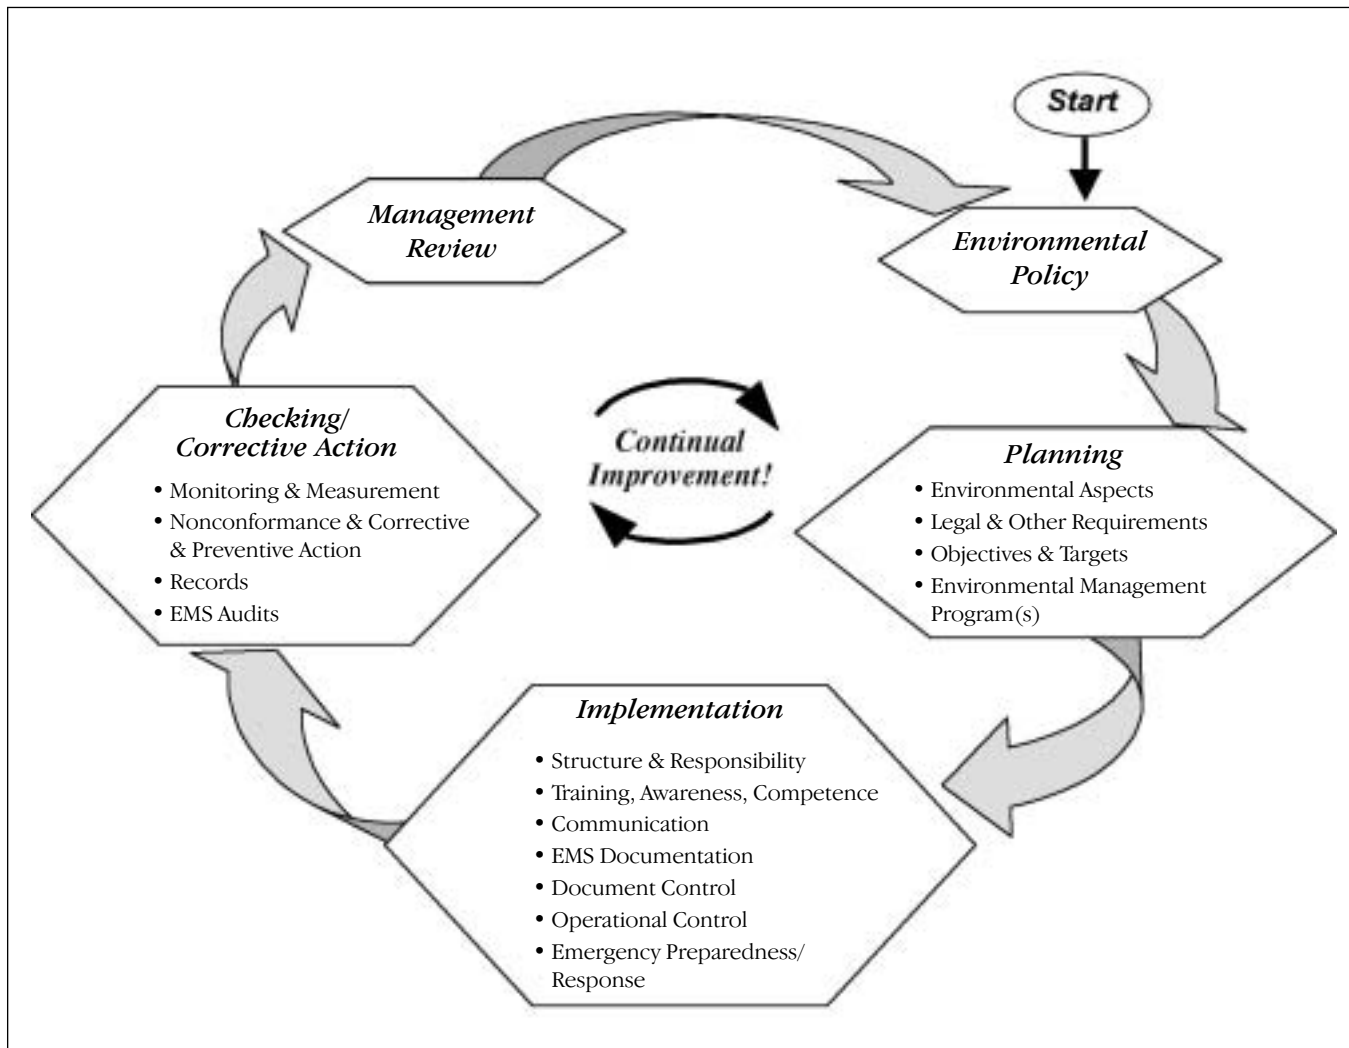 Start
Management
Review
Environmental
Policy
Checking/
Corrective Action
• Monitoring & Measurement
• Nonconformance & Corrective
& Preventive Action
• Records
• EMS Audits
Continual
Improvement!
Planning
• Environmental Aspects
• Legal & Other Requirements
• Objectives & Targets
• Environmental Management
Program(s)
Implementation
• Structure & Responsibility
• Training, Awareness, Competence
• Communication
• EMS Documentation
• Document Control
• Operational Control
• Emergency Preparedness/
Response